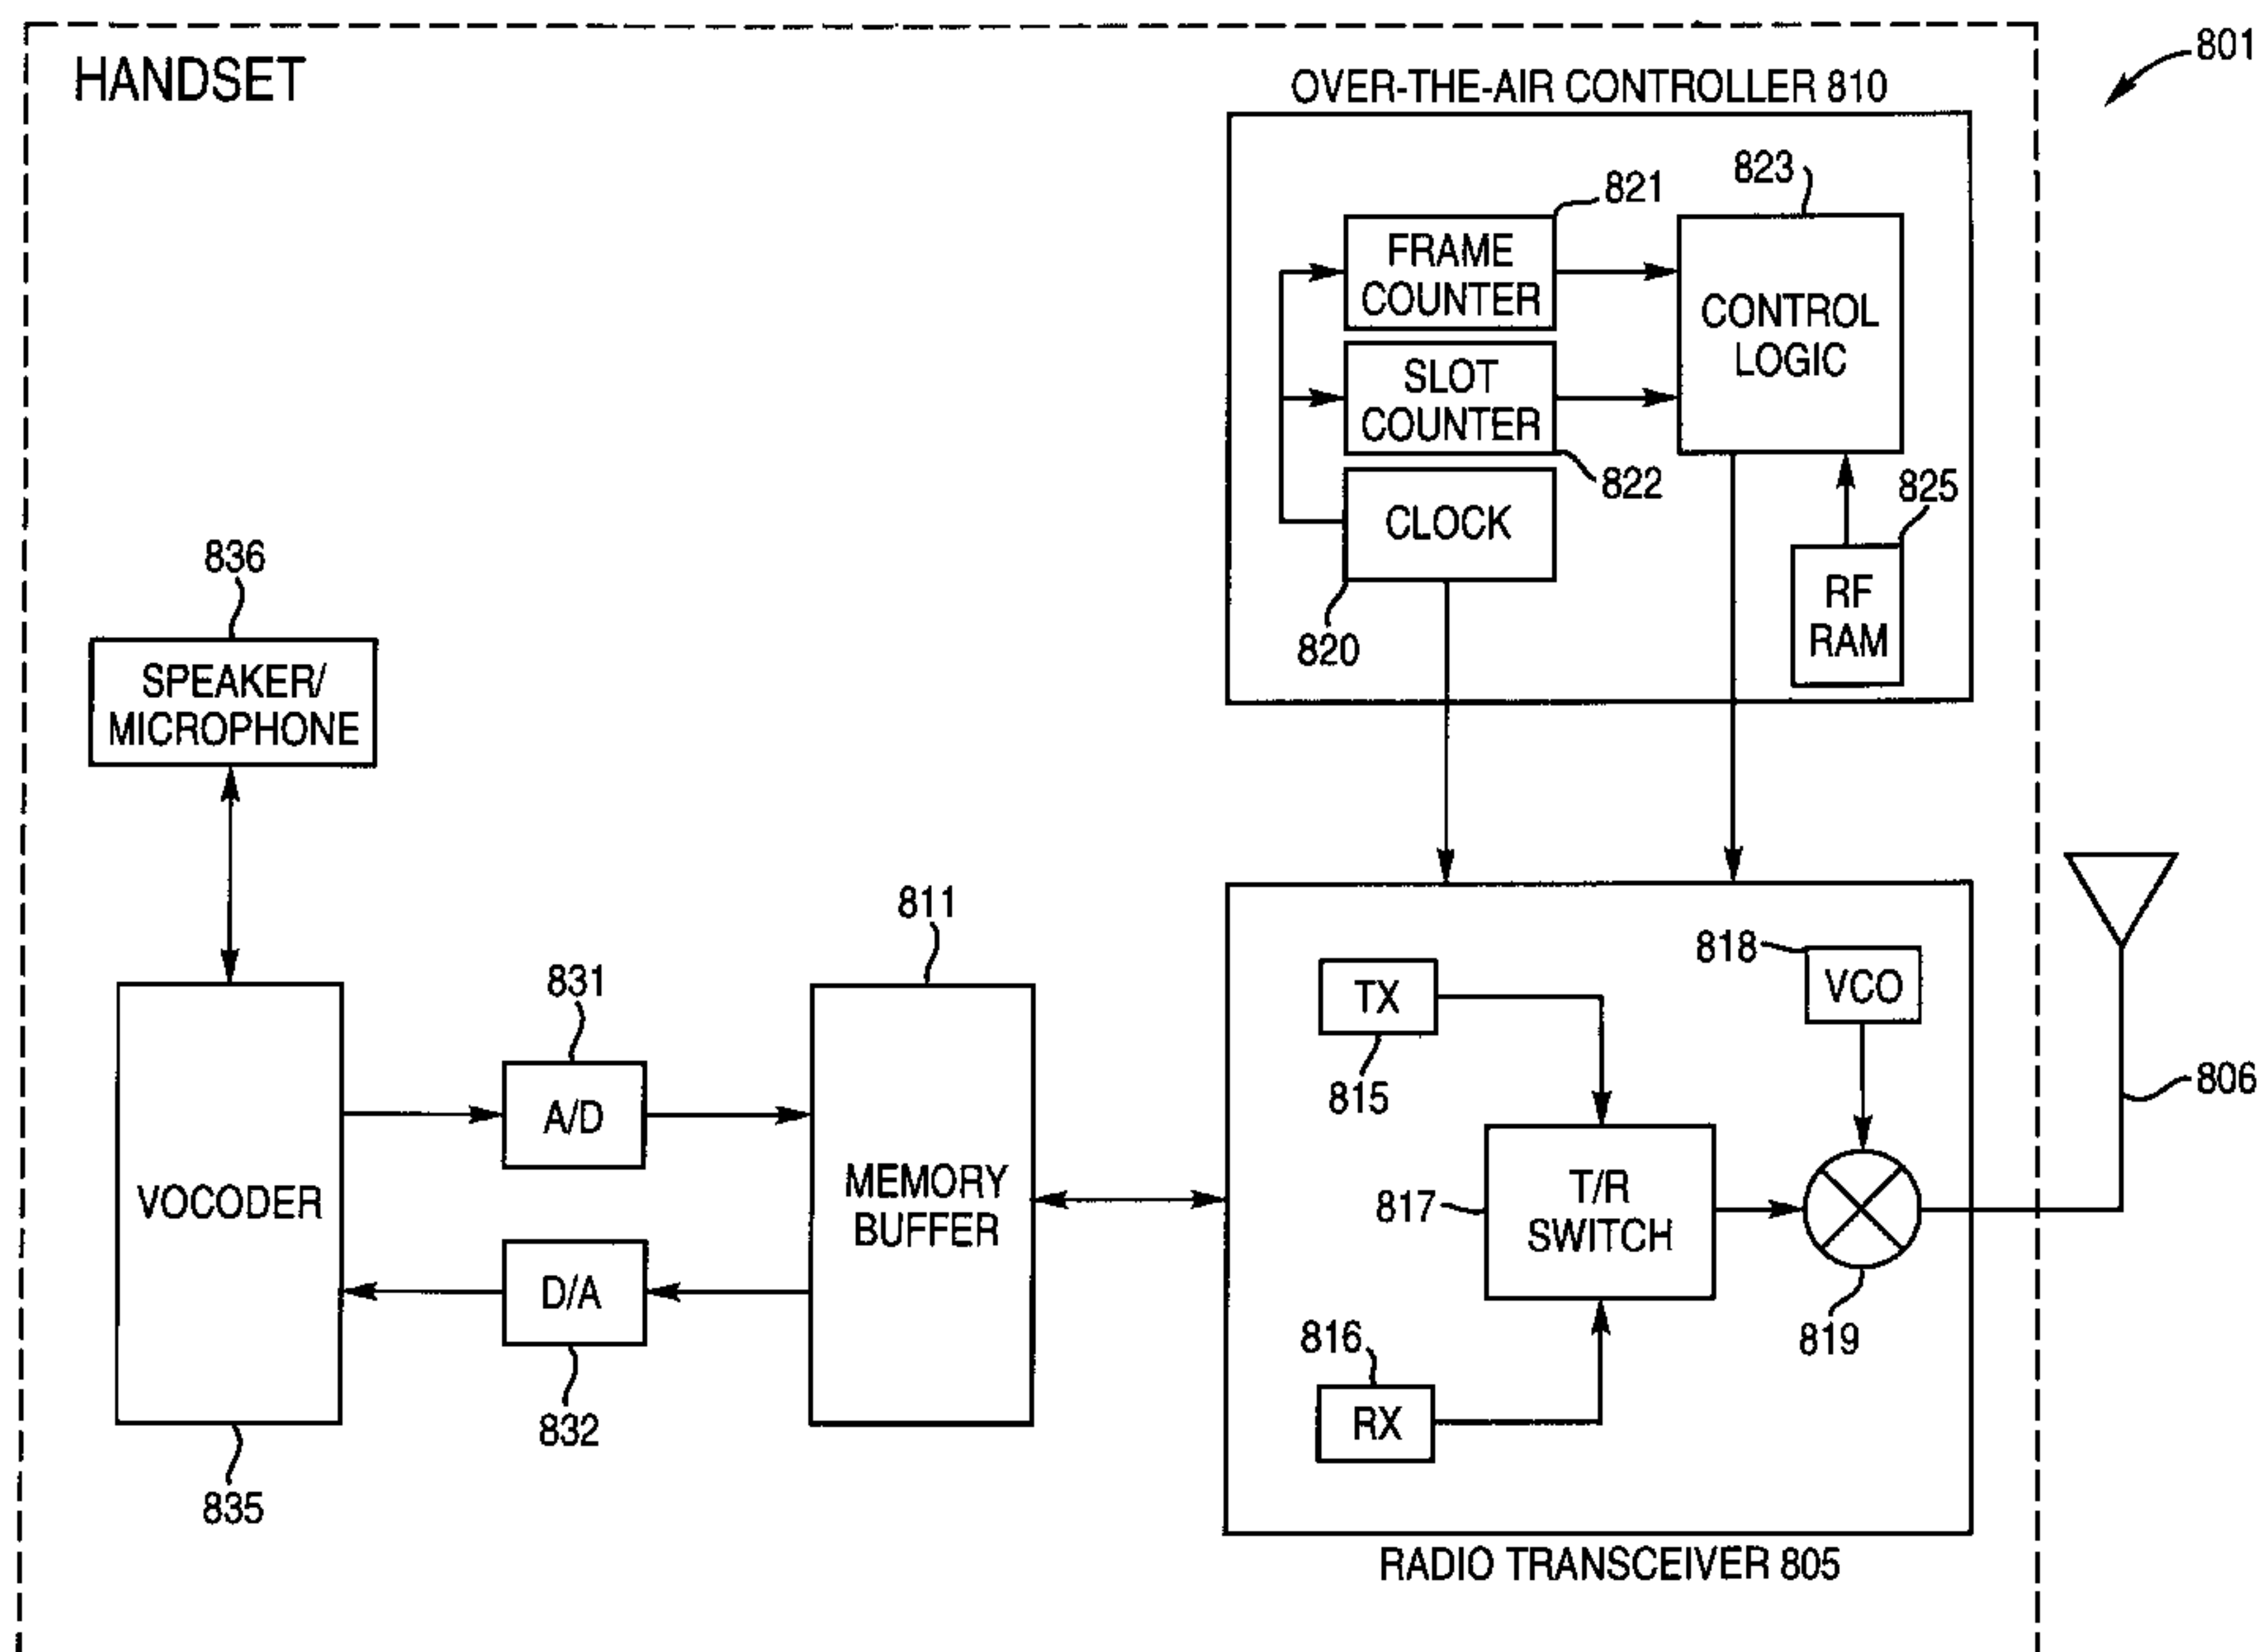 HANDSET
801
OVER-THE-AIR CONTROLLER 810
823
821
FRAME
COUNTER
CONTROL
LOGIC
SLOT
COUNTER
822
825
CLOCK
RF
RAM
820
836
SPEAKER/
MICROPHONE
811
818
VCO
831
TX
815
806
A/D
VOCODER
MEMORY
BUFFER
817
T/R
SWITCH
D/A
816
819
832
RX
835
RADIO TRANSCEIVER 805